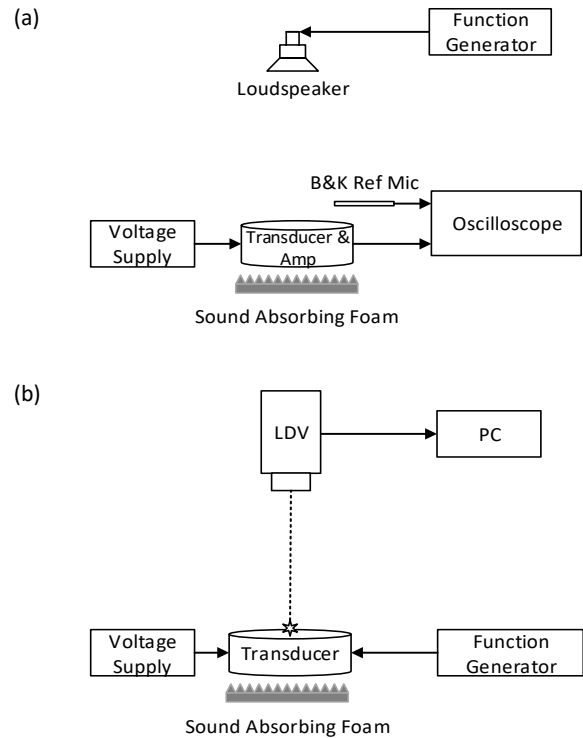 (a)
Function
Generator
Loudspeaker
B&K Ref Mic
Voltage
Supply
Transducer &
Amp
Oscilloscope
Sound Absorbing Foam
(b)
LDV
PC
Voltage
Supply
Transducer
Function
Generator
Sound Absorbing Foam